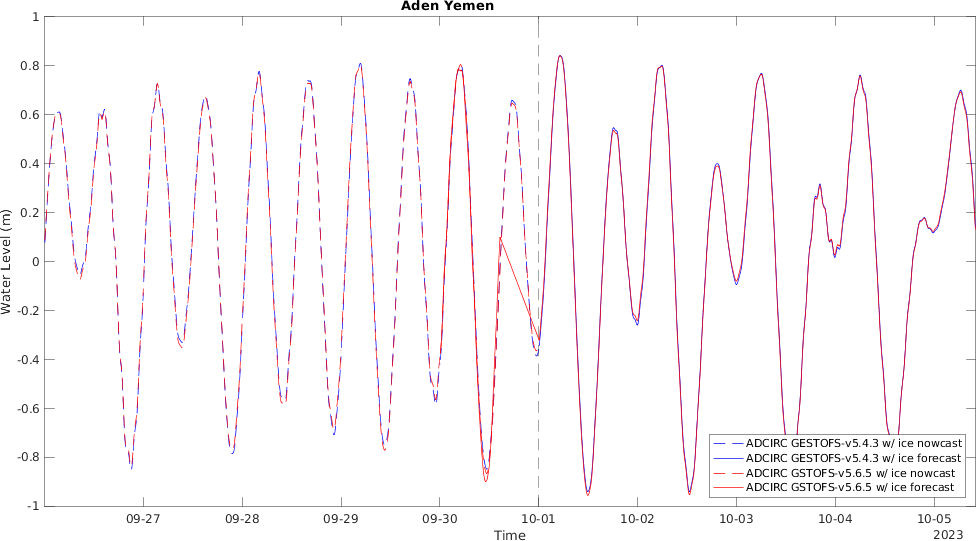 Aden Yemen
1
0.8
0.6
0.4
0.2
0
-0.2
-0.4
-0.6
-0.8
-1
Water Level (m)
ADCIRC GESTOFS-v5.4.3 w/ ice nowcast
ADCIRC GESTOFS-v5.4.3 w/ ice forecast
ADCIRC GSTOFS-v5.6.5 w/ ice nowcast
ADCIRC GSTOFS-v5.6.5 w/ ice forecast
09-27 09-28 09-29 09-30 10-01 10-02 10-03 10-04 10-05
Time 2023